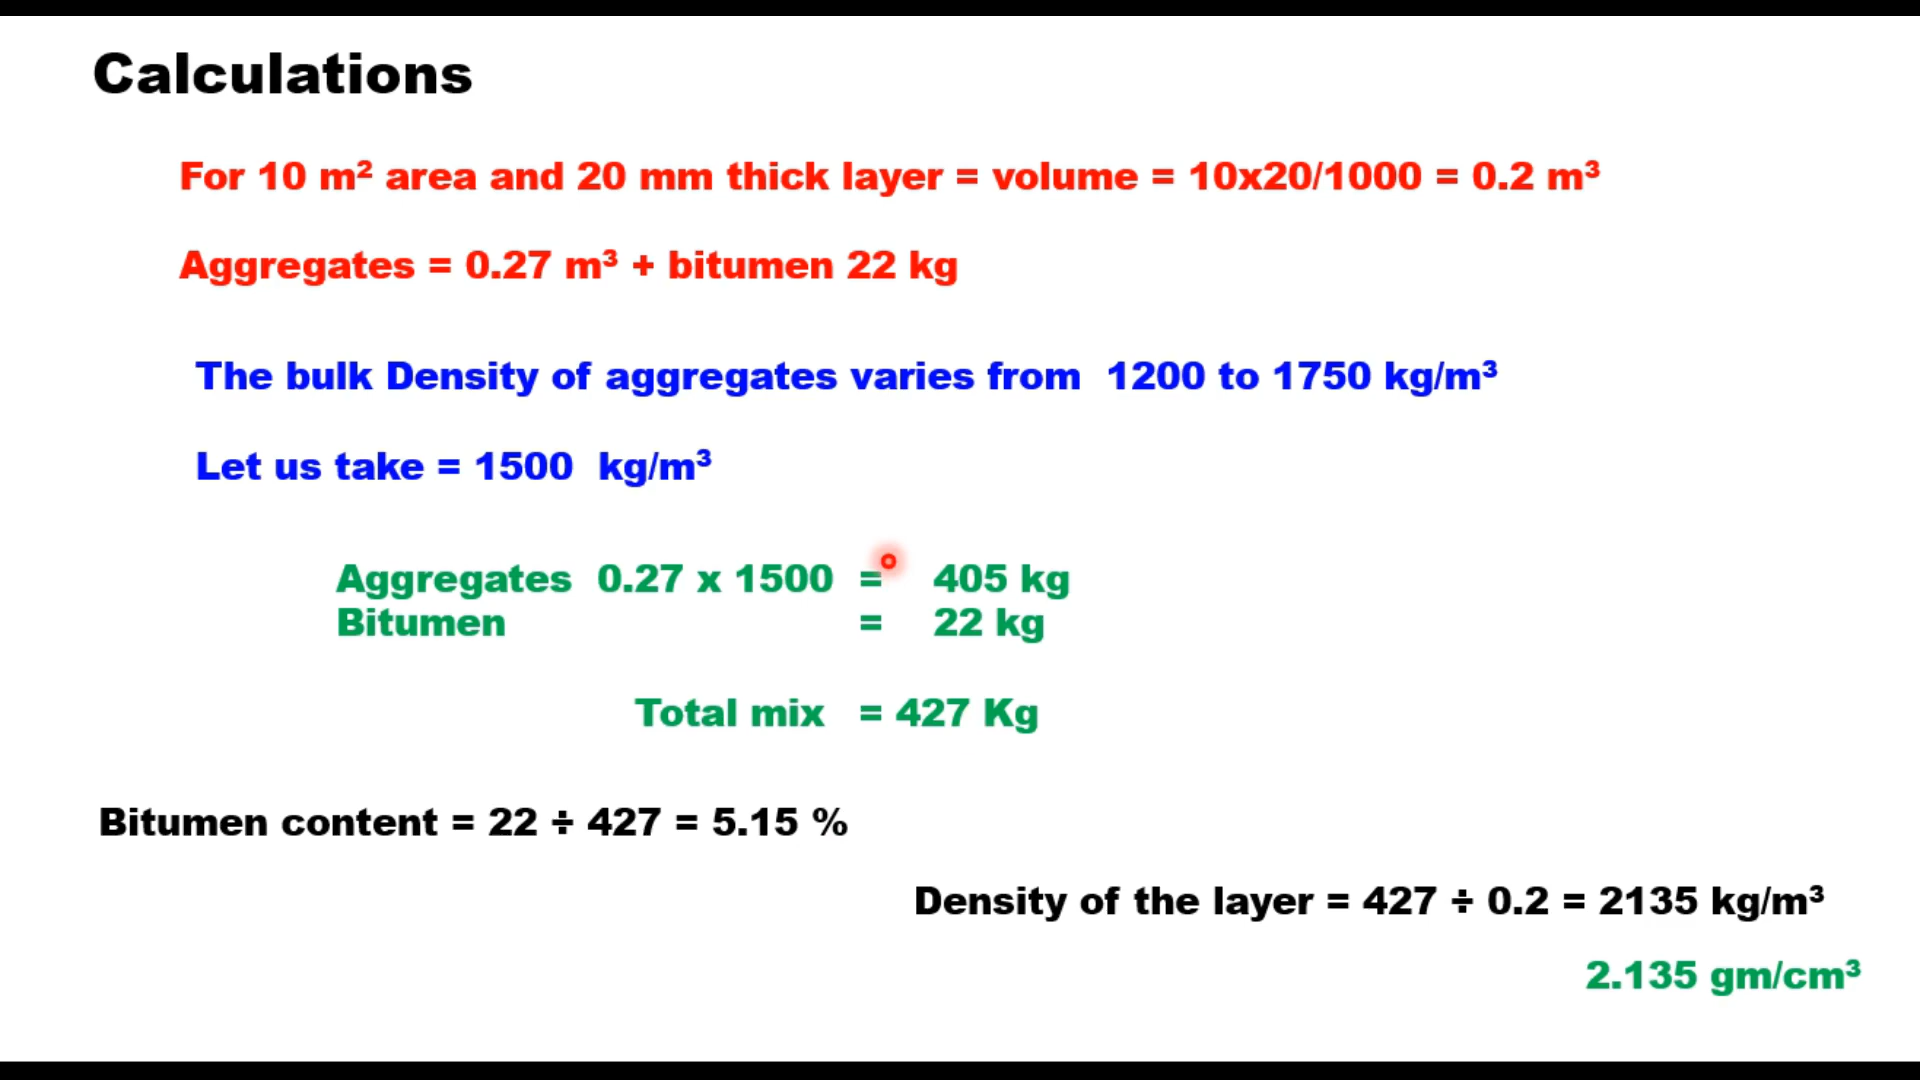 Calculations
For 10 m² area and 20 mm thick layer = volume = 10x20/1000 = 0.2 m³
Aggregates = 0.27 m³ + bitumen 22 kg
The bulk Density of aggregates varies from 1200 to 1750 kg/m³
Let us take = 1500 kg/m³
Aggregates 0.27 x 1500 = 405 kg
Bitumen = 22 kg
Total mix = 427 Kg
Bitumen content = 22 ÷ 427 = 5.15 %
Density of the layer = 427 ÷ 0.2 = 2135 kg/m³
2.135 gm/cm³